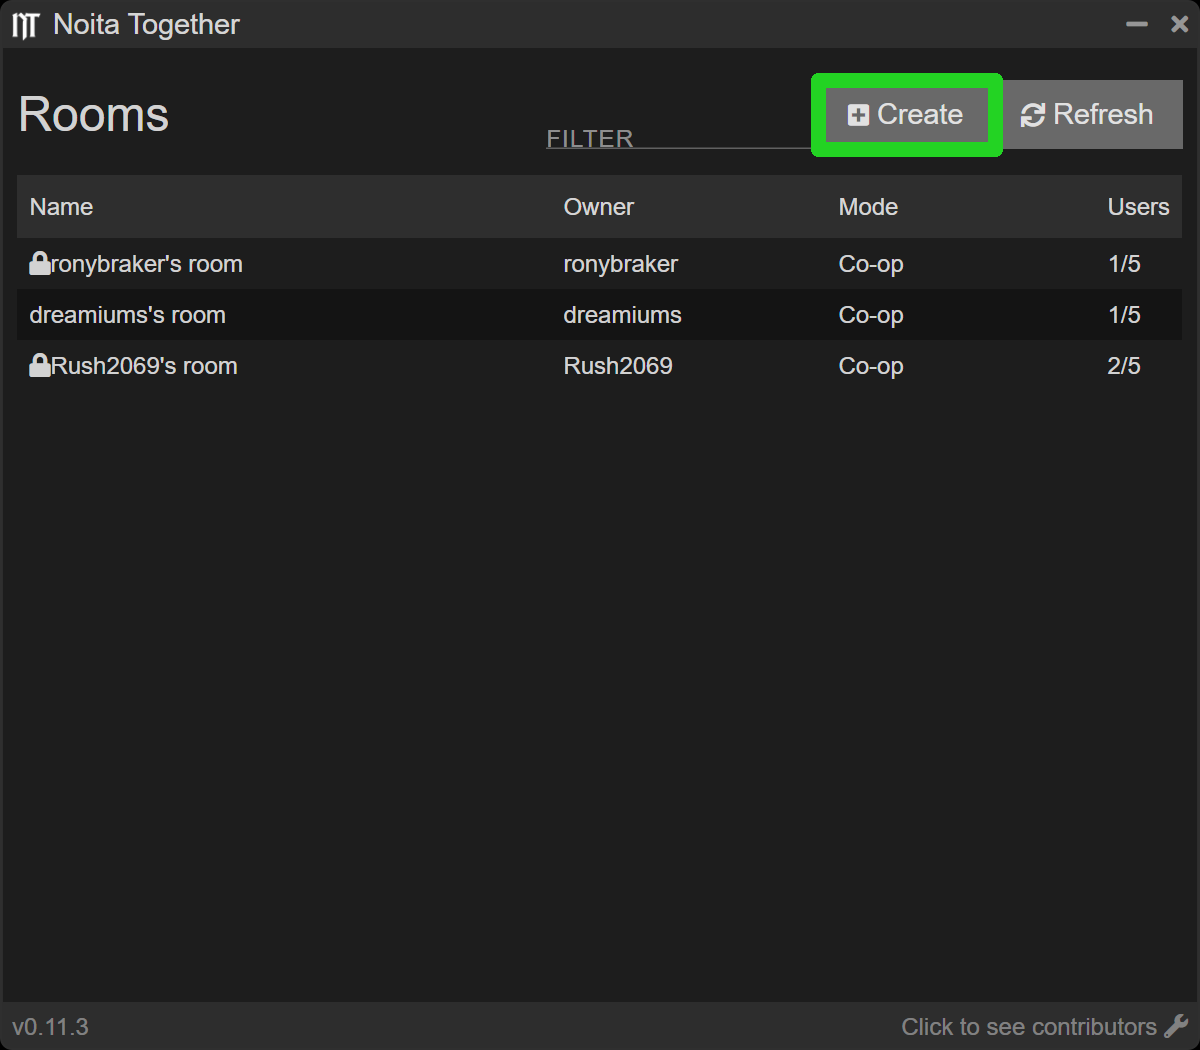 Noita Together
Rooms
FILTER
Create
Refresh
Name Owner Mode Users
ronybraker's room ronybraker Co-op 1/5
dreamiums's room dreamiums Co-op 1/5
Rush2069's room Rush2069 Co-op 2/5
v0.11.3
Click to see contributors